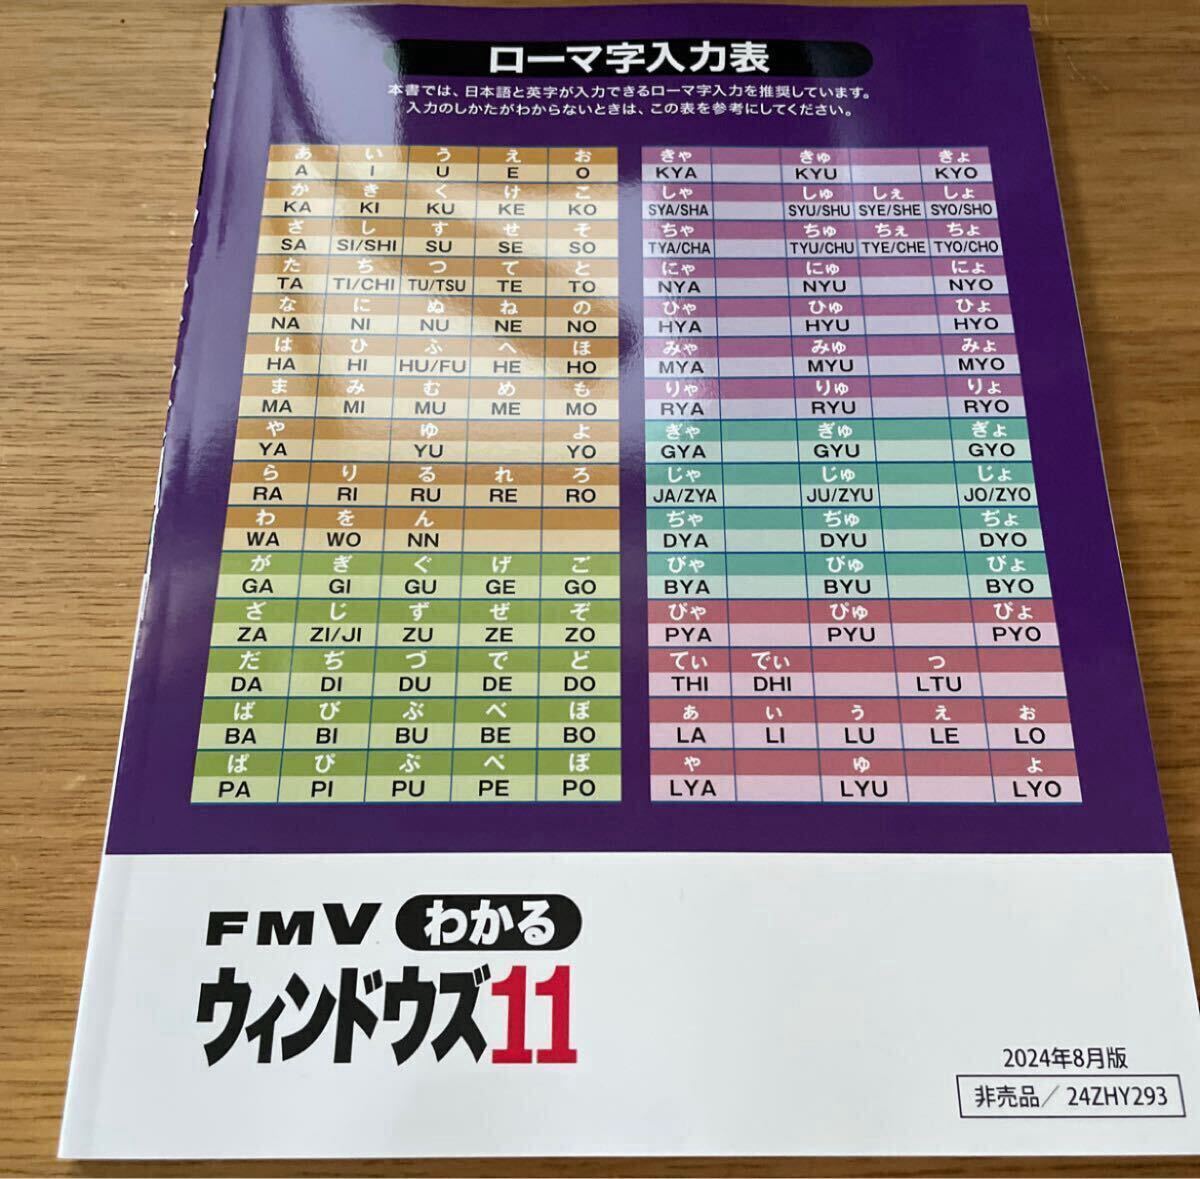 ローマ字入力表
本書では、日本語と英字が入力できるローマ字入力を推奨しています。
入力のしかたがわからないときは、この表を参考にしてください。
あ い う え お
A I U E O
か き く け こ
KA KI KU KE KO
さ し す せ そ
SA SI/SHI SU SE SO
た ち つ て と
TA TI/CHI TU/TSU TE TO
な に ぬ ね の
NA NI NU NE NO
は ひ ふ へ ほ
HA HI HU/FU HE HO
ま み む め も
MA MI MU ME MO
や ゆ よ
YA YU YO
ら り る れ ろ
RA RI RU RE RO
わ を ん
WA WO NN
が ぎ ぐ げ ご
GA GI GU GE GO
ざ じ ず ぜ ぞ
ZA ZI/JI ZU ZE ZO
だ ぢ づ で ど
DA DI DU DE DO
ば び ぶ べ ぼ
BA BI BU BE BO
ぱ ぴ ぷ ぺ ぽ
PA PI PU PE PO
きゃ きゅ きょ
KYA KYU KYO
しゃ しゅ しぇ しょ
SYA/SHA SYU/SHU SYE/SHE SYO/SHO
ちゃ ちゅ ちぇ ちょ
TYA/CHA TYU/CHU TYE/CHE TYO/CHO
にゃ にゅ にょ
NYA NYU NYO
ひゃ ひゅ ひょ
HYA HYU HYO
みゃ みゅ みょ
MYA MYU MYO
りゃ りゅ りょ
RYA RYU RYO
ぎゃ ぎゅ ぎょ
GYA GYU GYO
じゃ じゅ じょ
JA/ZYA JU/ZYU JO/ZYO
ぢゃ ぢゅ ぢょ
DYA DYU DYO
びゃ びゅ びょ
BYA BYU BYO
ぴゃ ぴゅ ぴょ
PYA PYU PYO
てぃ でぃ っ
THI DHI LTU
ぁ ぃ ぅ ぇ ぉ
LA LI LU LE LO
ゃ ゅ ょ
LYA LYU LYO
FMV わかる
ウィンドウズ11
2024年8月版
非売品/24ZHY293